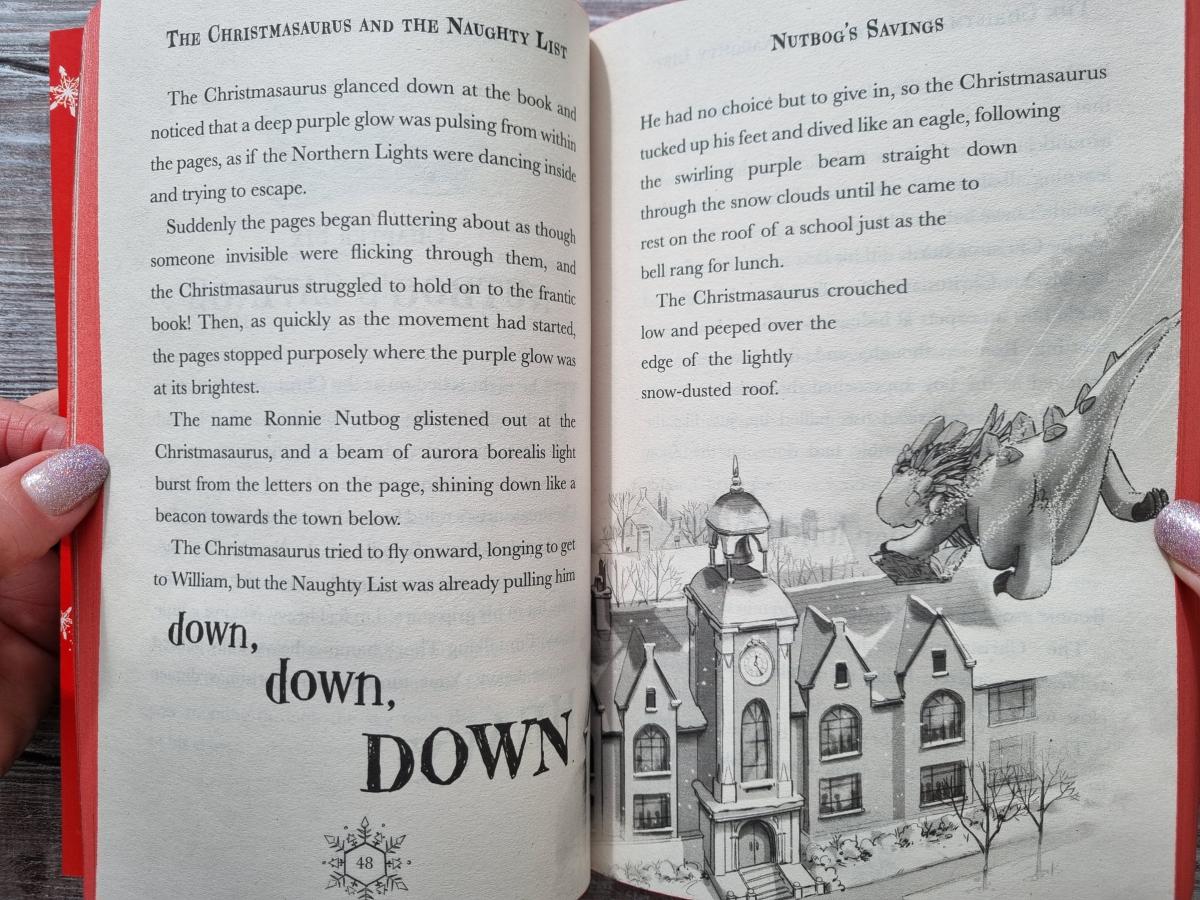 The Christmasaurus and the Naughty List
The Christmasaurus glanced down at the book and
noticed that a deep purple glow was pulsing from within
the pages, as if the Northern Lights were dancing inside
and trying to escape.
Suddenly the pages began fluttering about as though
someone invisible were flicking through them, and
the Christmasaurus struggled to hold on to the frantic
book! Then, as quickly as the movement had started,
the pages stopped purposely where the purple glow was
at its brightest.
The name Ronnie Nutbog glistened out at the
Christmasaurus, and a beam of aurora borealis light
burst from the letters on the page, shining down like a
beacon towards the town below.
The Christmasaurus tried to fly onward, longing to get
to William, but the Naughty List was already pulling him
down,
down,
DOWN
48
Nutbog's Savings
He had no choice but to give in, so the Christmasaurus
tucked up his feet and dived like an eagle, following
the swirling purple beam straight down
through the snow clouds until he came to
rest on the roof of a school just as the
bell rang for lunch.
The Christmasaurus crouched
low and peeped over the
edge of the lightly
snow-dusted roof.